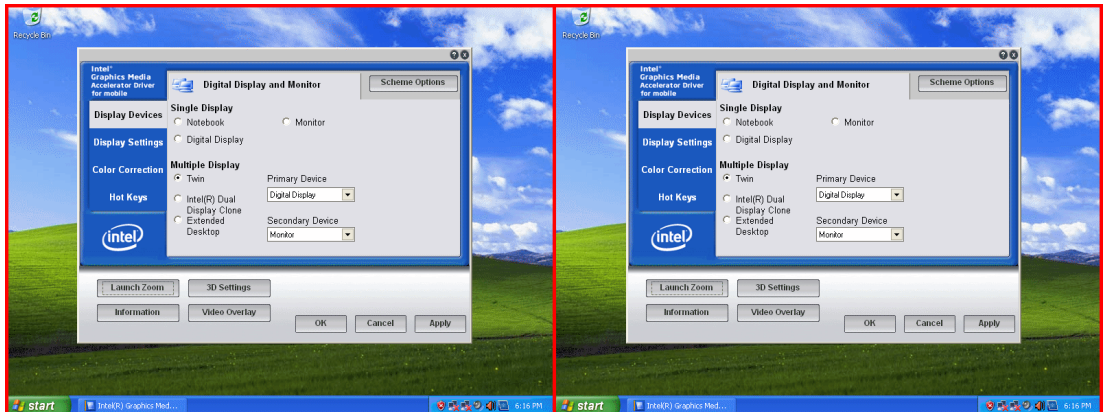 Recycle Bin
Intel®
Graphics Media
Accelerator Driver
for mobile
Digital Display and Monitor
Scheme Options
Display Devices
Display Settings
Color Correction
Hot Keys
intel
Single Display
Notebook
Monitor
Digital Display
Multiple Display
Twin
Primary Device
Intel(R) Dual
Display Clone
Digital Display
Extended
Desktop
Secondary Device
Monitor
Launch Zoom
3D Settings
Information
Video Overlay
OK
Cancel
Apply
start
Intel(R) Graphics Med...
6:16 PM
Recycle Bin
Intel®
Graphics Media
Accelerator Driver
for mobile
Digital Display and Monitor
Scheme Options
Display Devices
Display Settings
Color Correction
Hot Keys
intel
Single Display
Notebook
Monitor
Digital Display
Multiple Display
Twin
Primary Device
Intel(R) Dual
Display Clone
Digital Display
Extended
Desktop
Secondary Device
Monitor
Launch Zoom
3D Settings
Information
Video Overlay
OK
Cancel
Apply
start
Intel(R) Graphics Med...
6:16 PM